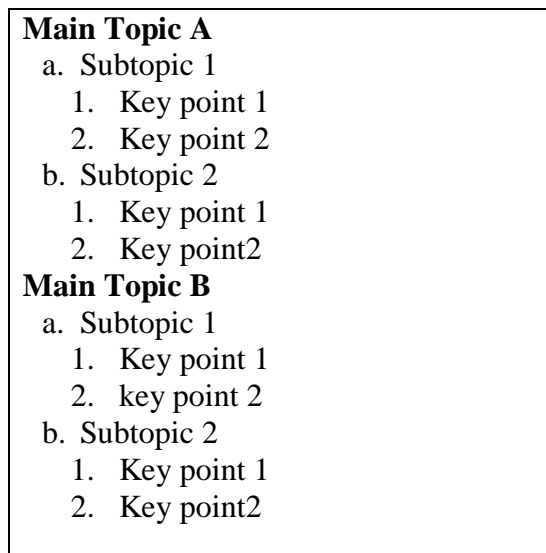 Main Topic A
a. Subtopic 1
1. Key point 1
2. Key point 2
b. Subtopic 2
1. Key point 1
2. Key point2
Main Topic B
a. Subtopic 1
1. Key point 1
2. key point 2
b. Subtopic 2
1. Key point 1
2. Key point2